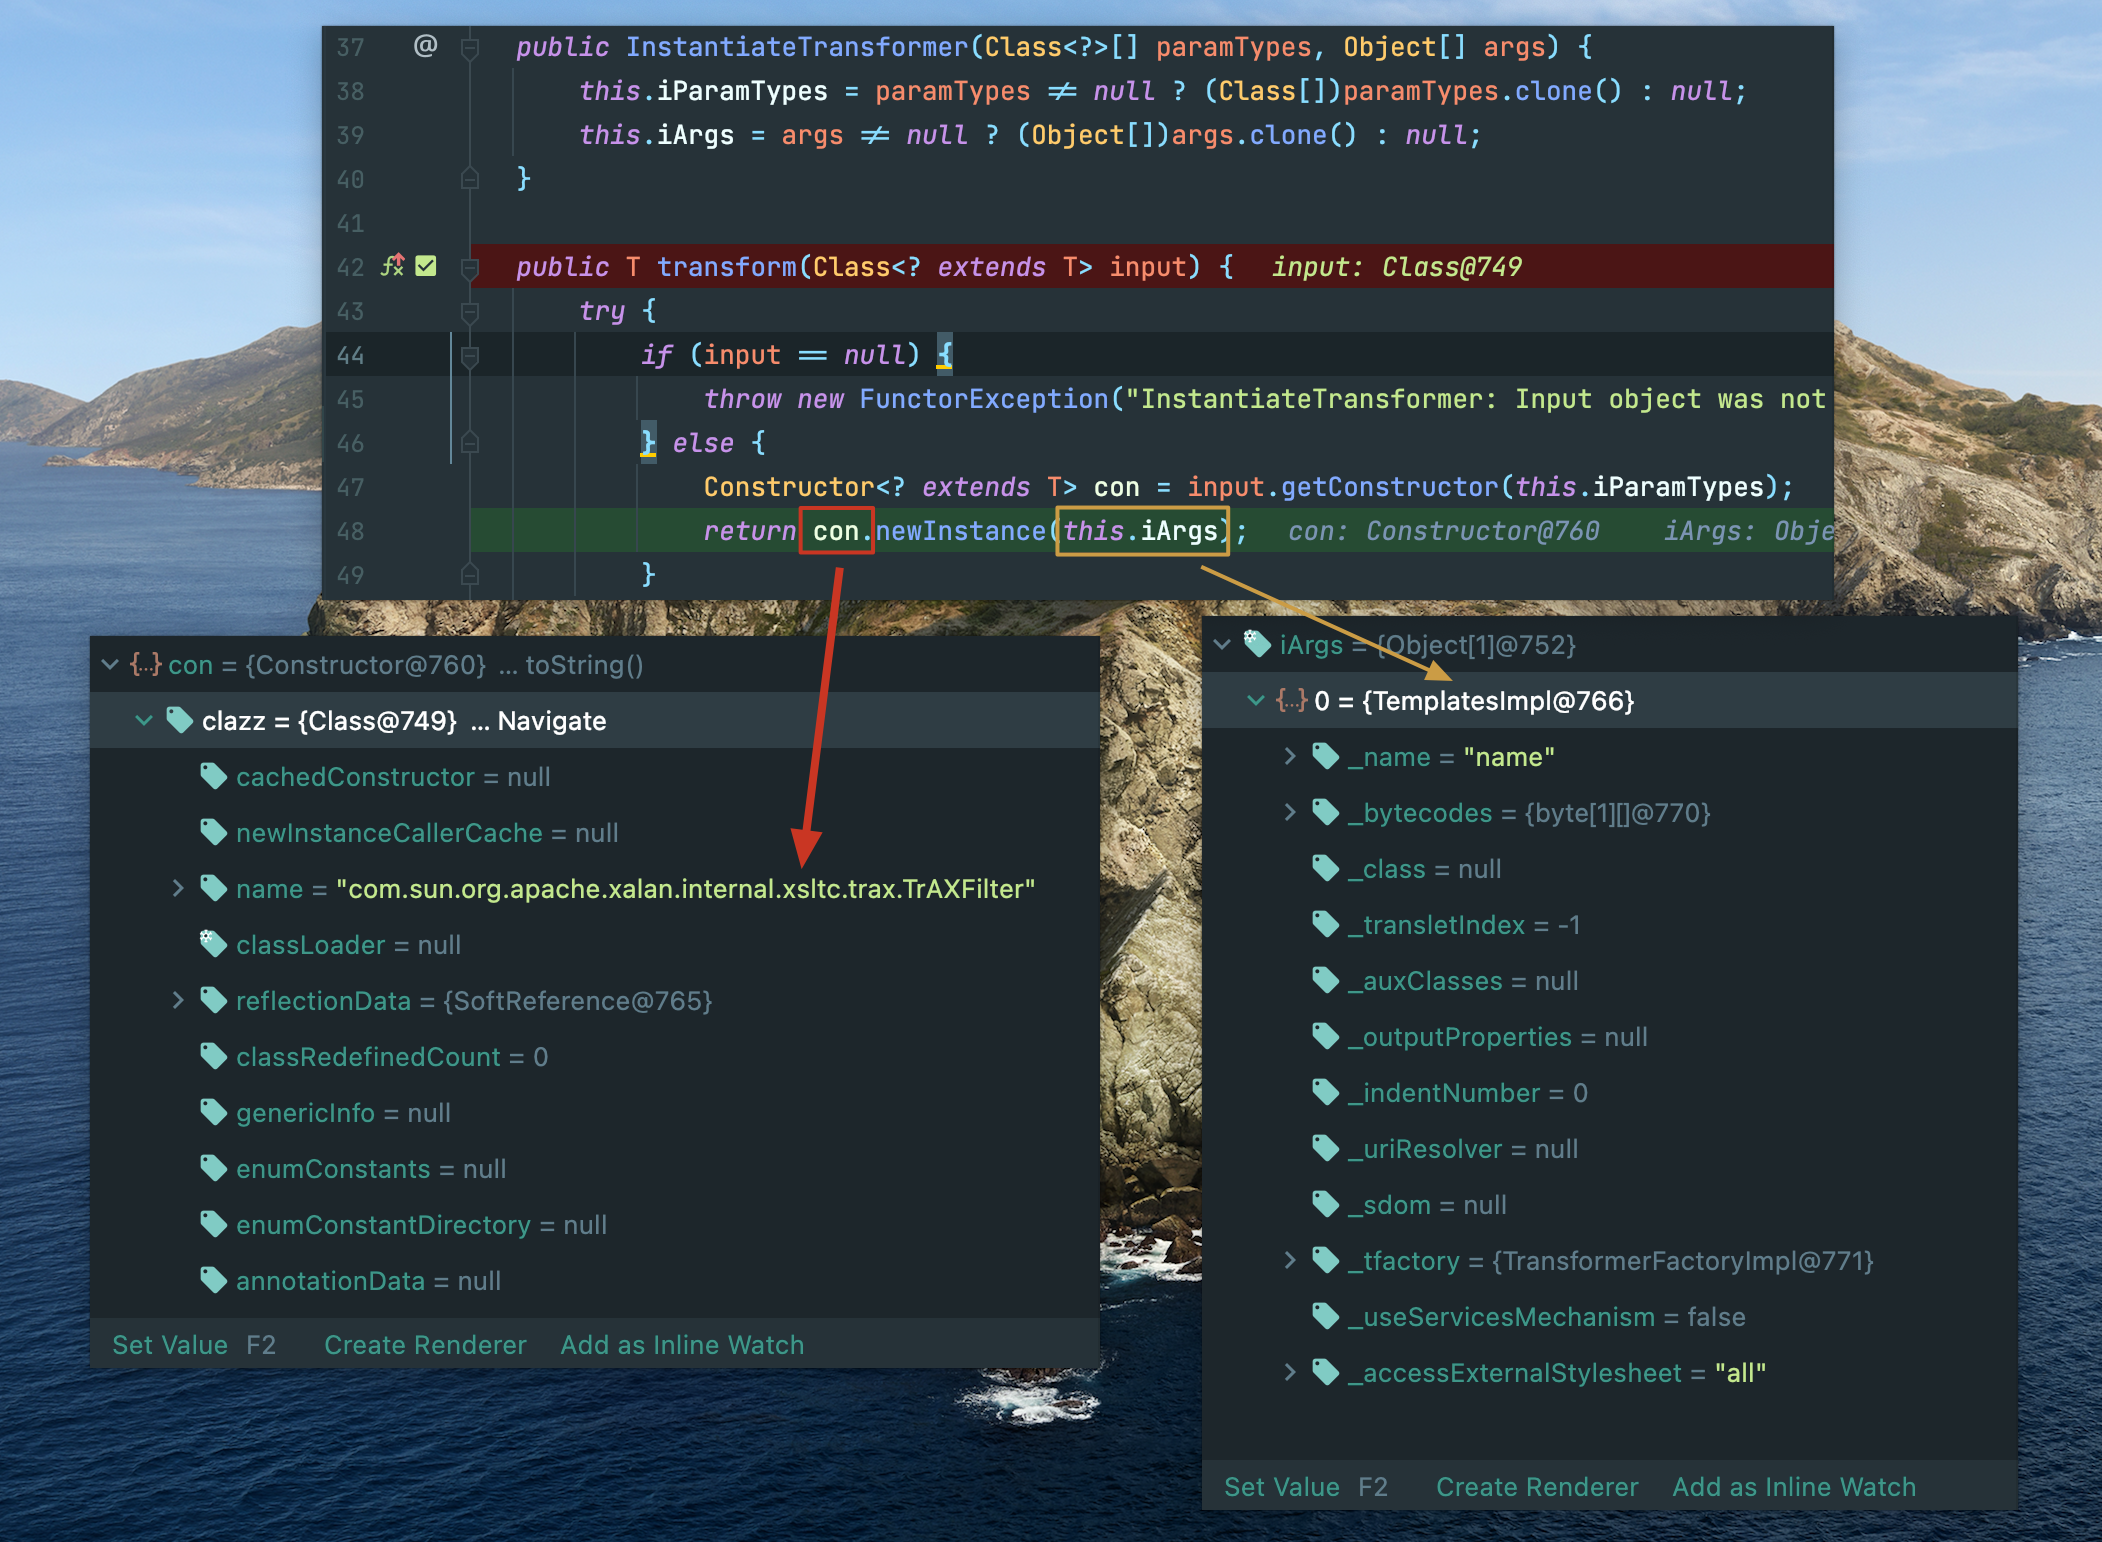 37 @ public InstantiateTransformer(Class<?>[] paramTypes, Object[] args) {
38 this.iParamTypes = paramTypes ≠ null ? (Class[])paramTypes.clone() : null;
39 this.iArgs = args ≠ null ? (Object[])args.clone() : null;
40 }
41
42 public T transform(Class<? extends T> input) { input: Class@749
43 try {
44 if (input == null) {
45 throw new FunctorException("InstantiateTransformer: Input object was not
46 } else {
47 Constructor<? extends T> con = input.getConstructor(this.iParamTypes);
48 return con.newInstance(this.iArgs); con: Constructor@760 iArgs: Obje
49 }
con = {Constructor@760} ... toString()
clazz = {Class@749} ... Navigate
cachedConstructor = null
newInstanceCallerCache = null
name = "com.sun.org.apache.xalan.internal.xsltc.trax.TrAXFilter"
classLoader = null
reflectionData = {SoftReference@765}
classRedefinedCount = 0
genericInfo = null
enumConstants = null
enumConstantDirectory = null
annotationData = null
Set Value F2 Create Renderer Add as Inline Watch
iArgs = {Object[1]@752}
0 = {TemplatesImpl@766}
_name = "name"
_bytecodes = {byte[1][]@770}
_class = null
_transletIndex = -1
_auxClasses = null
_outputProperties = null
_indentNumber = 0
_uriResolver = null
_sdom = null
_tfactory = {TransformerFactoryImpl@771}
_useServicesMechanism = false
_accessExternalStylesheet = "all"
Set Value F2 Create Renderer Add as Inline Watch